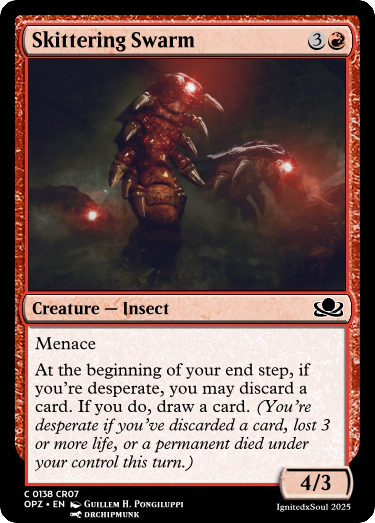 Skittering Swarm 3
Creature — Insect
Menace
At the beginning of your end step, if
you're desperate, you may discard a
card. If you do, draw a card. (You're
desperate if you've discarded a card, lost 3
or more life, or a permanent died under
your control this turn.)
4/3
C 0138 CR07
OPZ • EN Guillem H. Pongiluppi
DRCHIPMUNK
IgnitedxSoul 2025